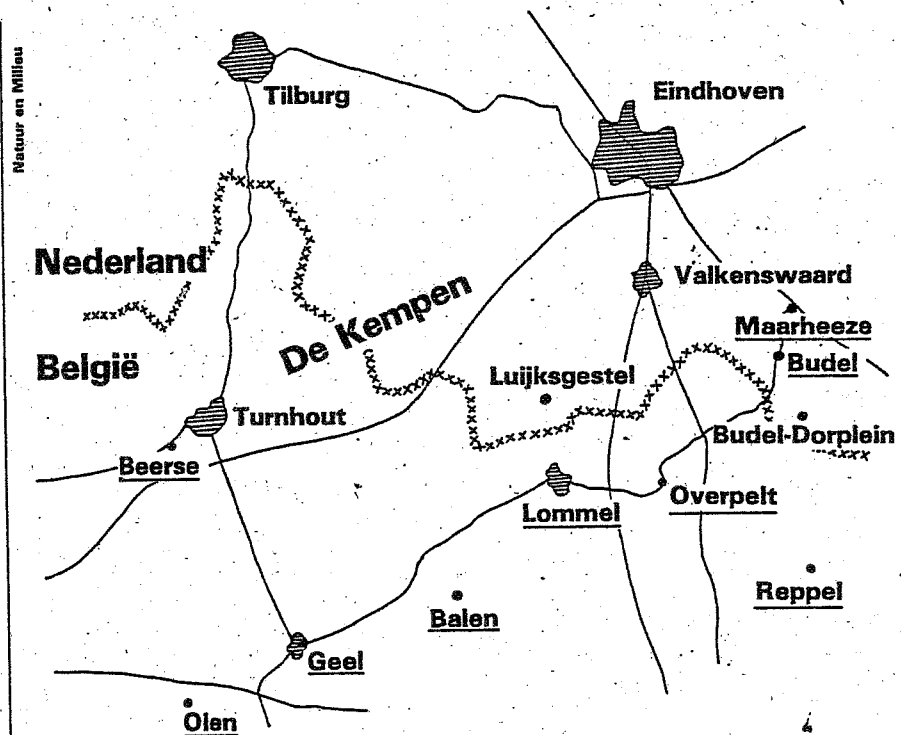 Natuur en Milieu
Tilburg
Eindhoven
Nederland
Valkenswaard
De Kempen
Maarheeze
België
Budel
Luijksgestel
Turnhout
Budel-Dorplein
Beerse
Overpelt
Lommel
Reppel
Balen
Geel
Olen